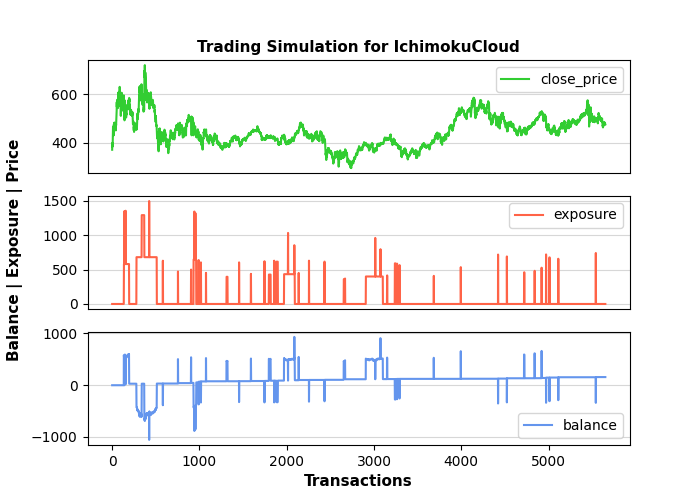 Trading Simulation for IchimokuCloud
close_price
600
400
exposure
1500
1000
500
0
balance
1000
0
−1000
0 1000 2000 3000 4000 5000
Transactions
Balance | Exposure | Price